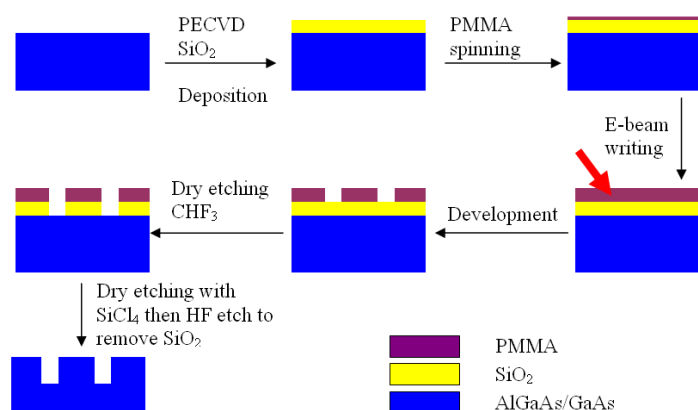 PECVD
SiO₂
Deposition
PMMA
spinning
E-beam
writing
Development
Dry etching
CHF₃
Dry etching with
SiCl₄ then HF etch to
remove SiO₂
PMMA
SiO₂
AlGaAs/GaAs